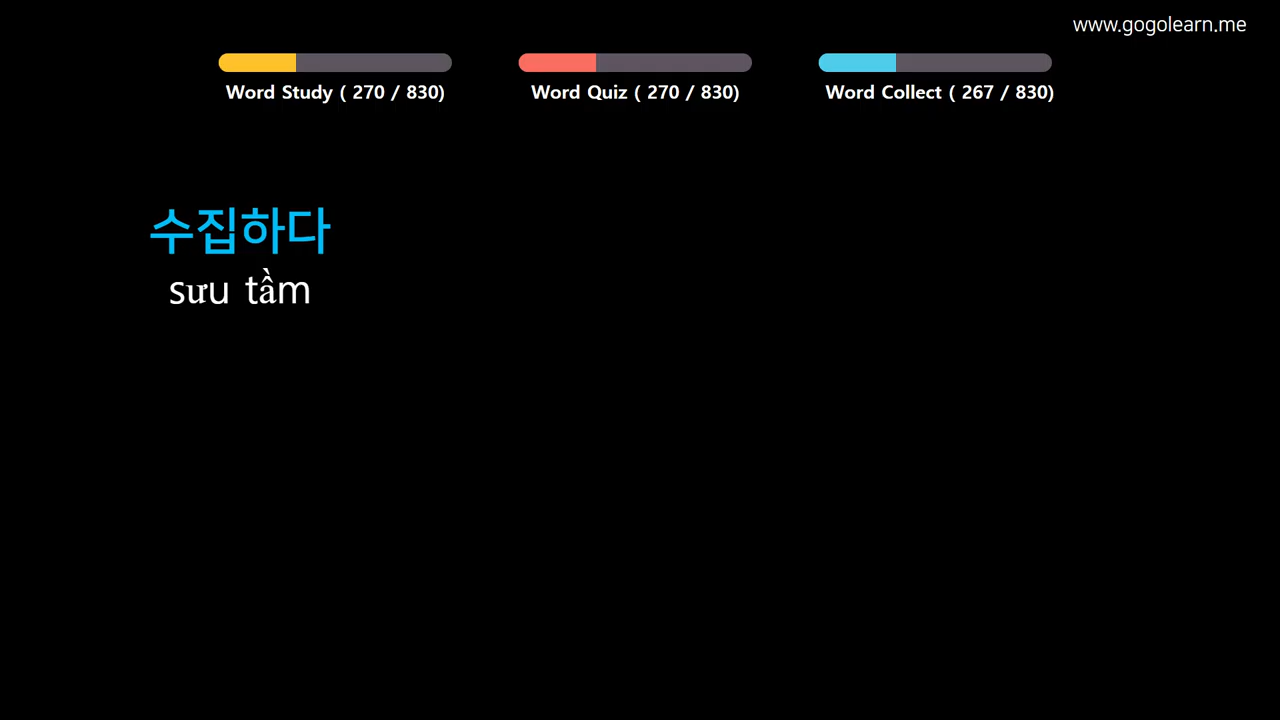 www.gogolearn.me
Word Study ( 270 / 830)
Word Quiz ( 270 / 830)
Word Collect ( 267 / 830)
수집하다
sưu tầm